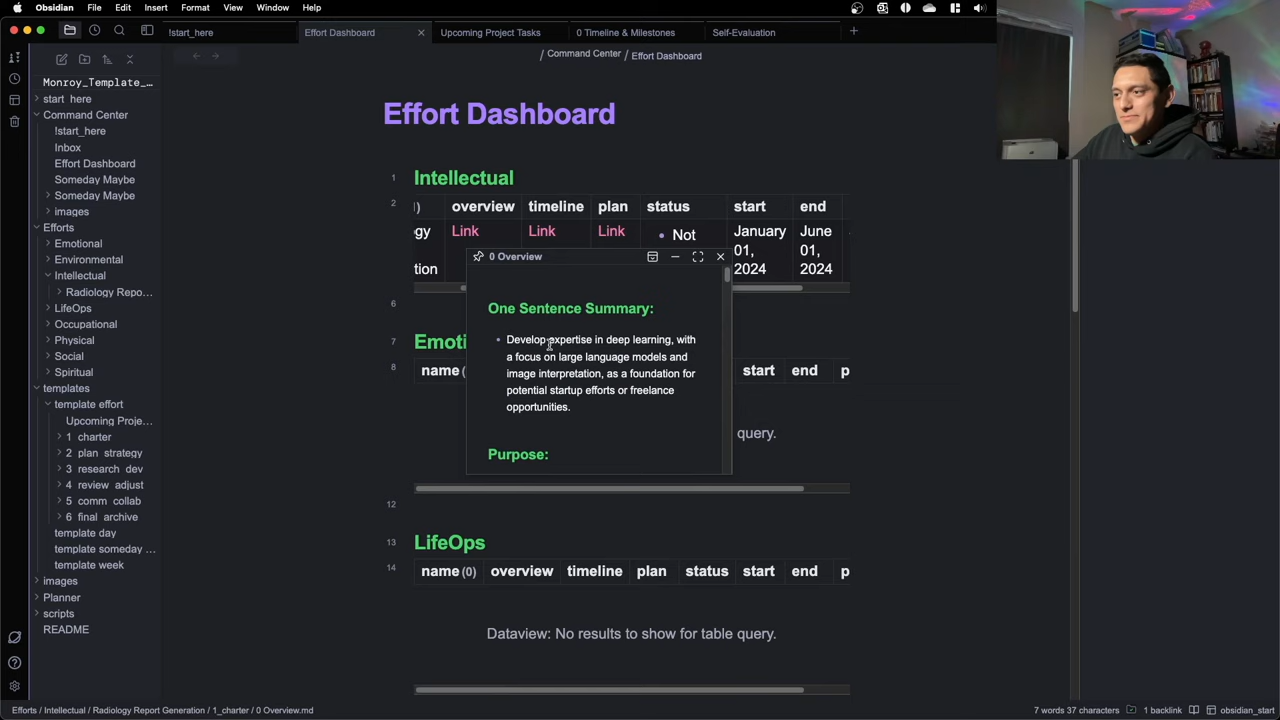 Obsidian File Edit Insert Format View Window Help
!start_here
Effort Dashboard
Upcoming Project Tasks
0 Timeline & Milestones
Self-Evaluation
/ Command Center / Effort Dashboard
Monroy_Template_...
start here
Command Center
!start_here
Inbox
Effort Dashboard
Someday Maybe
Someday Maybe
images
Efforts
Emotional
Environmental
Intellectual
Radiology Repo...
LifeOps
Occupational
Physical
Social
Spiritual
templates
template effort
Upcoming Proje...
1 charter
2 plan strategy
3 research dev
4 review adjust
5 comm collab
6 final archive
template day
template someday ...
template week
images
Planner
scripts
README
Effort Dashboard
1 Intellectual
2 ) overview timeline plan status start end
gy Link Link Link • Not January June
01, 01,
tion 2024 2024
0 Overview
One Sentence Summary:
• Develop expertise in deep learning, with
a focus on large language models and
image interpretation, as a foundation for
potential startup efforts or freelance
opportunities.
Purpose:
6
7 Emoti
8 name ( start end p
query.
12
13 LifeOps
14 name (0) overview timeline plan status start end p
Dataview: No results to show for table query.
Efforts / Intellectual / Radiology Report Generation / 1_charter / 0 Overview.md
7 words 37 characters 1 backlink obsidian_start